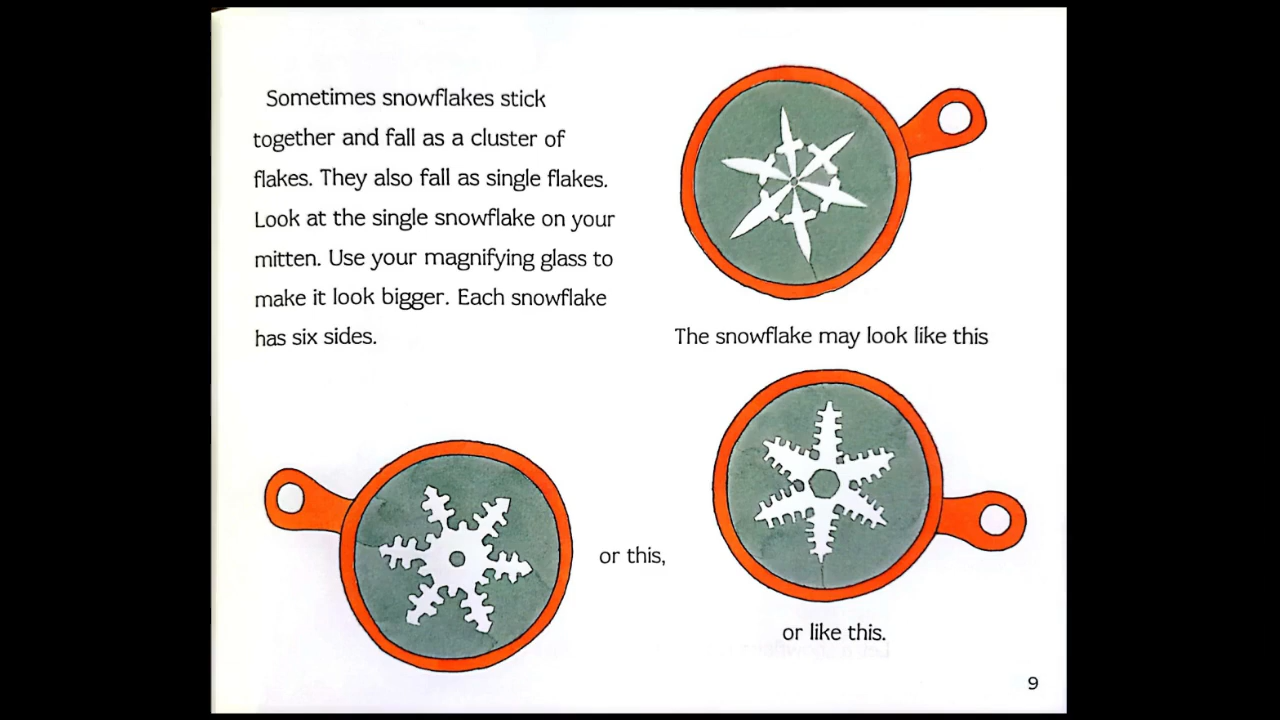 Sometimes snowflakes stick
together and fall as a cluster of
flakes. They also fall as single flakes.
Look at the single snowflake on your
mitten. Use your magnifying glass to
make it look bigger. Each snowflake
has six sides.
The snowflake may look like this
or this,
or like this.
9